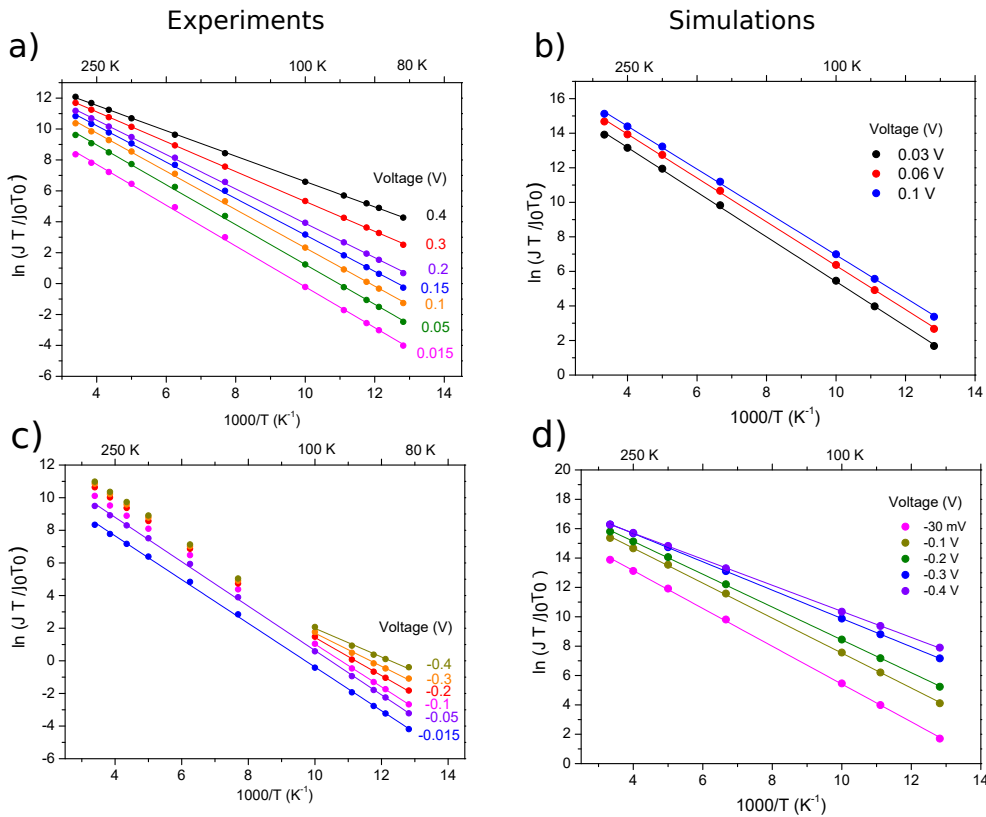 Experiments
Simulations
a)
250 K 100 K 80 K
12
10
8
6
4
2
0
-2
-4
-6
ln (J T /J0T0)
Voltage (V)
0.4
0.3
0.2
0.15
0.1
0.05
0.015
4 6 8 10 12 14
1000/T (K-1)
b)
250 K 100 K
16
14
12
10
8
6
4
2
0
ln (J T /J0T0)
Voltage (V)
0.03 V
0.06 V
0.1 V
4 6 8 10 12 14
1000/T (K-1)
c)
250 K 100 K 80 K
12
10
8
6
4
2
0
-2
-4
-6
ln (J T /J0T0)
Voltage (V)
-0.4
-0.3
-0.2
-0.1
-0.05
-0.015
4 6 8 10 12 14
1000/T (K-1)
d)
250 K 100 K
20
18
16
14
12
10
8
6
4
2
0
ln (J T /J0T0)
Voltage (V)
-30 mV
-0.1 V
-0.2 V
-0.3 V
-0.4 V
4 6 8 10 12 14
1000/T (K-1)